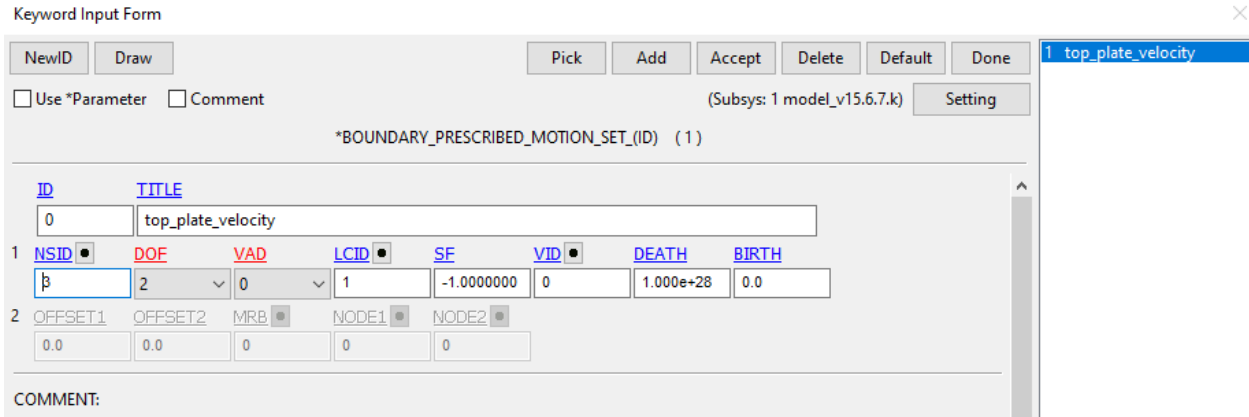 Keyword Input Form
NewID Draw Pick Add Accept Delete Default Done
1 top_plate_velocity
Use *Parameter Comment (Subsys: 1 model_v15.6.7.k) Setting
*BOUNDARY_PRESCRIBED_MOTION_SET_(ID) (1)
ID TITLE
0 top_plate_velocity
1 NSID DOF VAD LCID SF VID DEATH BIRTH
3 2 0 1 -1.0000000 0 1.000e+28 0.0
2 OFFSET1 OFFSET2 MRB NODE1 NODE2
0.0 0.0 0 0 0
COMMENT: